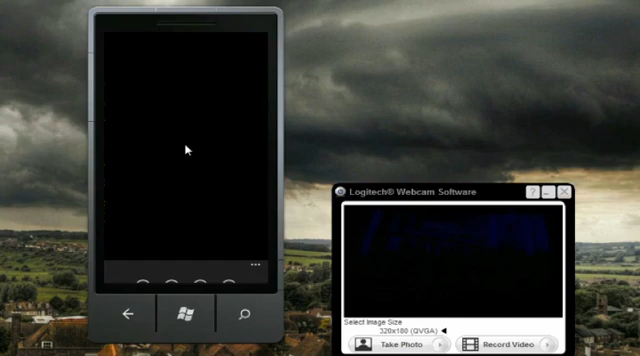 Logitech® Webcam Software
Select Image Size
320x180 (QVGA)
Take Photo
Record Video